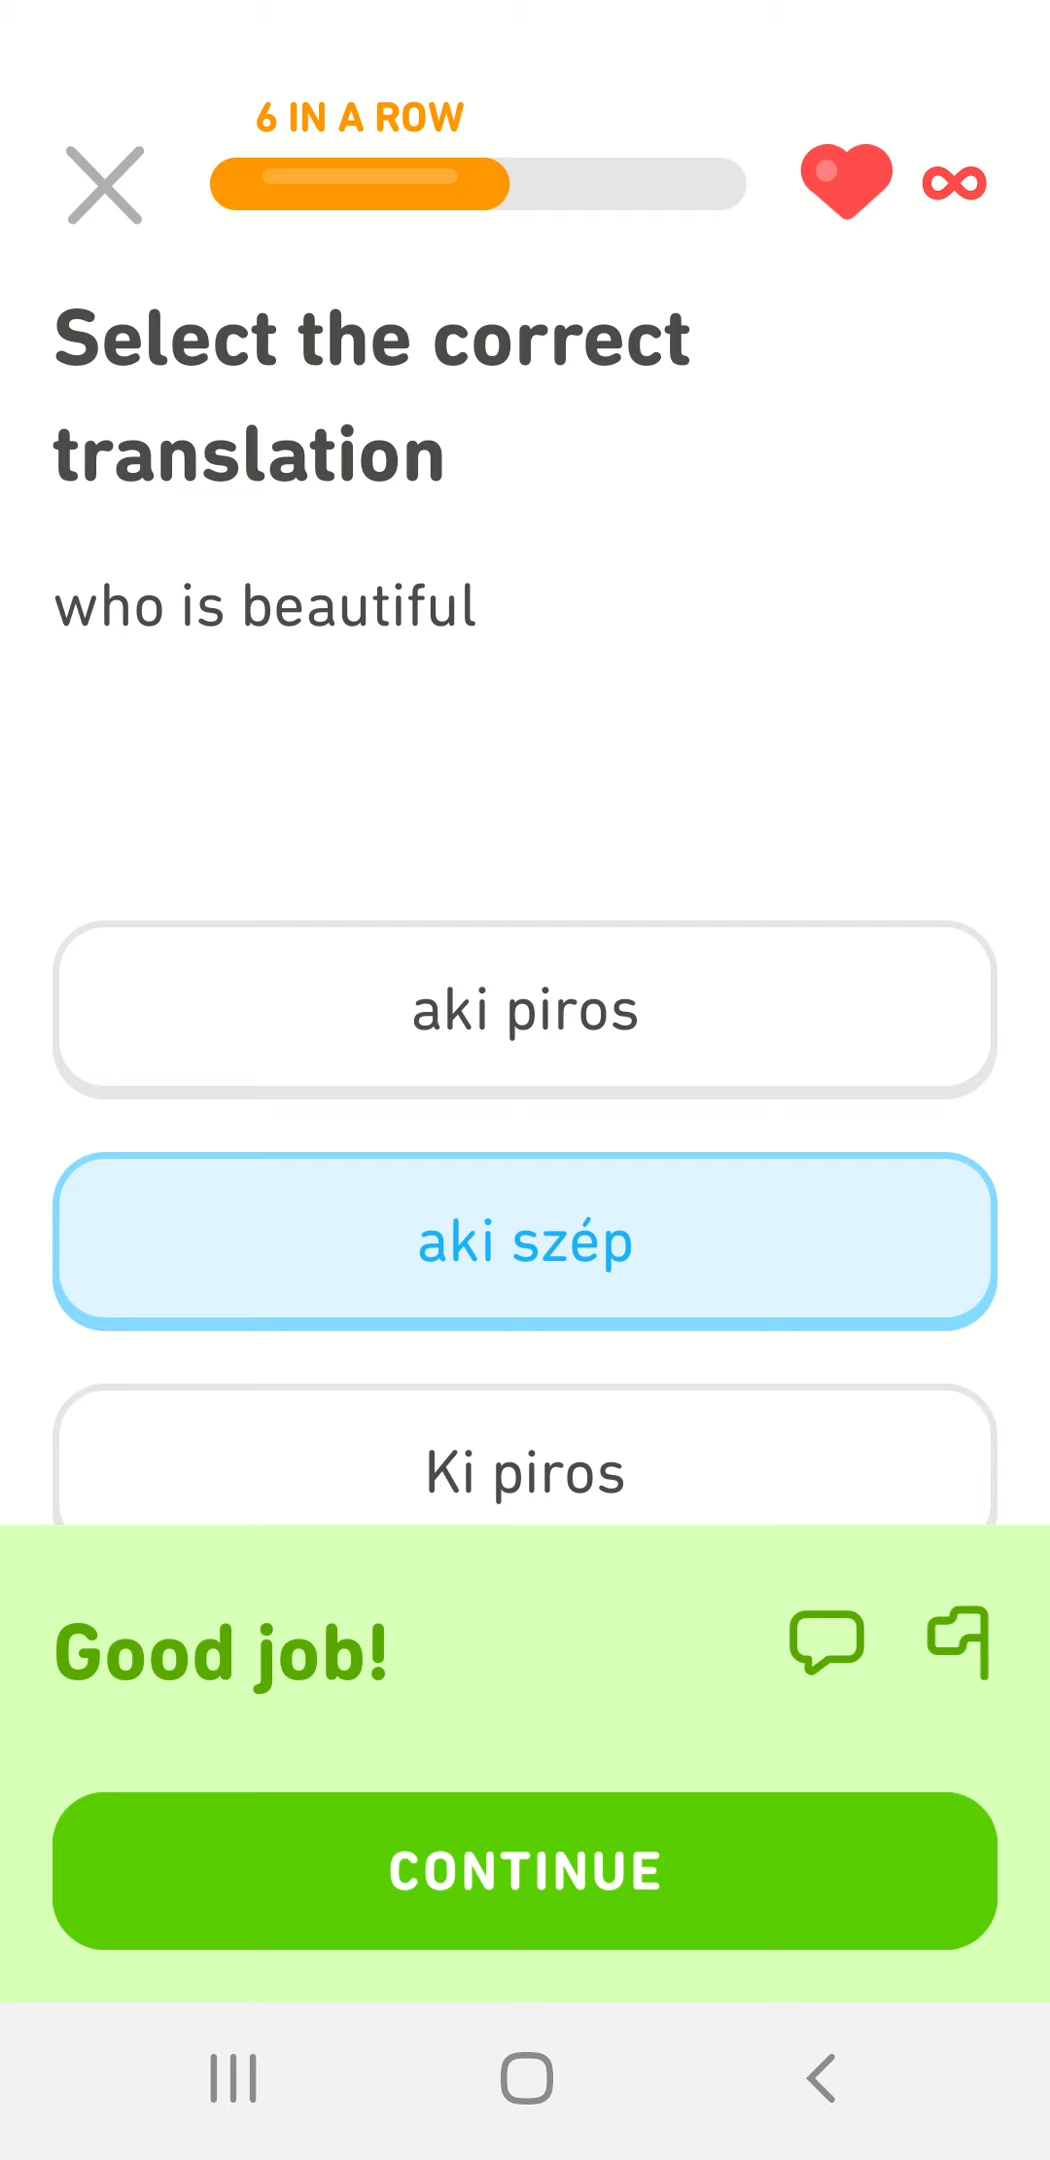 6 IN A ROW
Select the correct
translation
who is beautiful
aki piros
aki szép
Ki piros
Good job!
CONTINUE